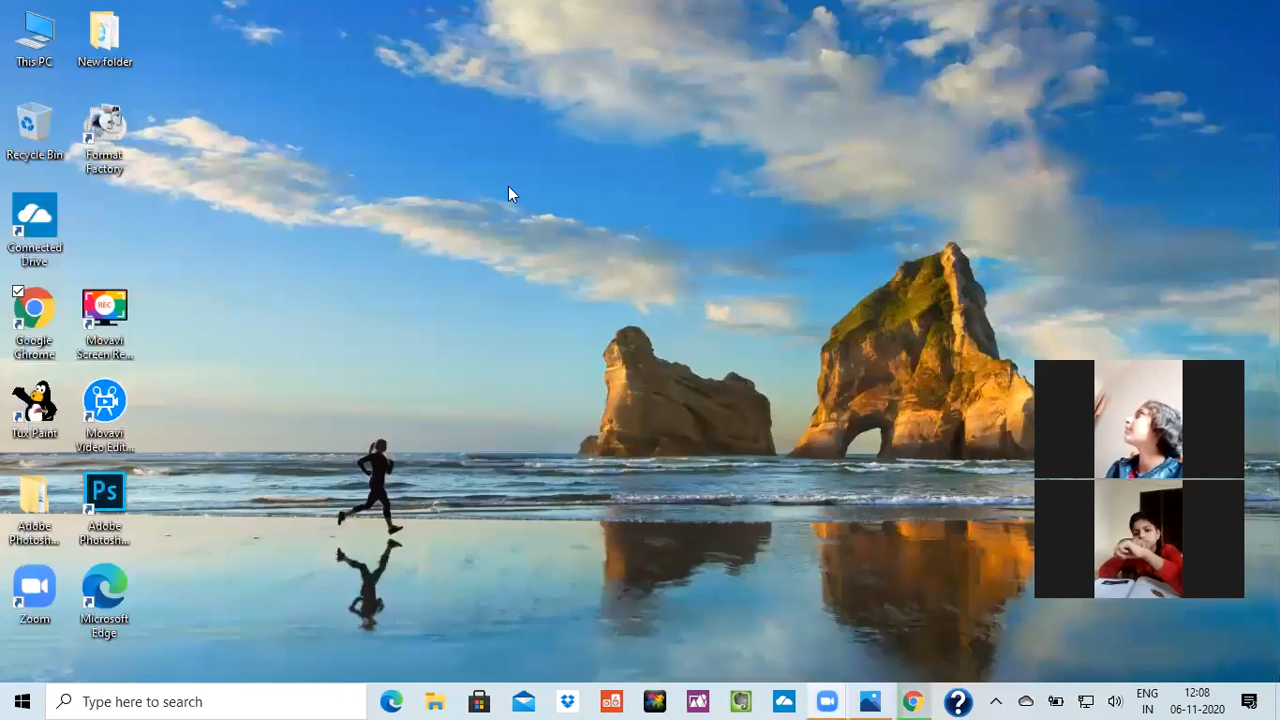 This PC
New folder
Recycle Bin
Format
Factory
Connected
Drive
Google
Chrome
REC
Movavi
Screen Re...
Tux Paint
Movavi
Video Edit...
Adobe
Photosh...
Ps
Adobe
Photosh...
Zoom
Microsoft
Edge
Type here to search
ENG
IN
12:08
06-11-2020